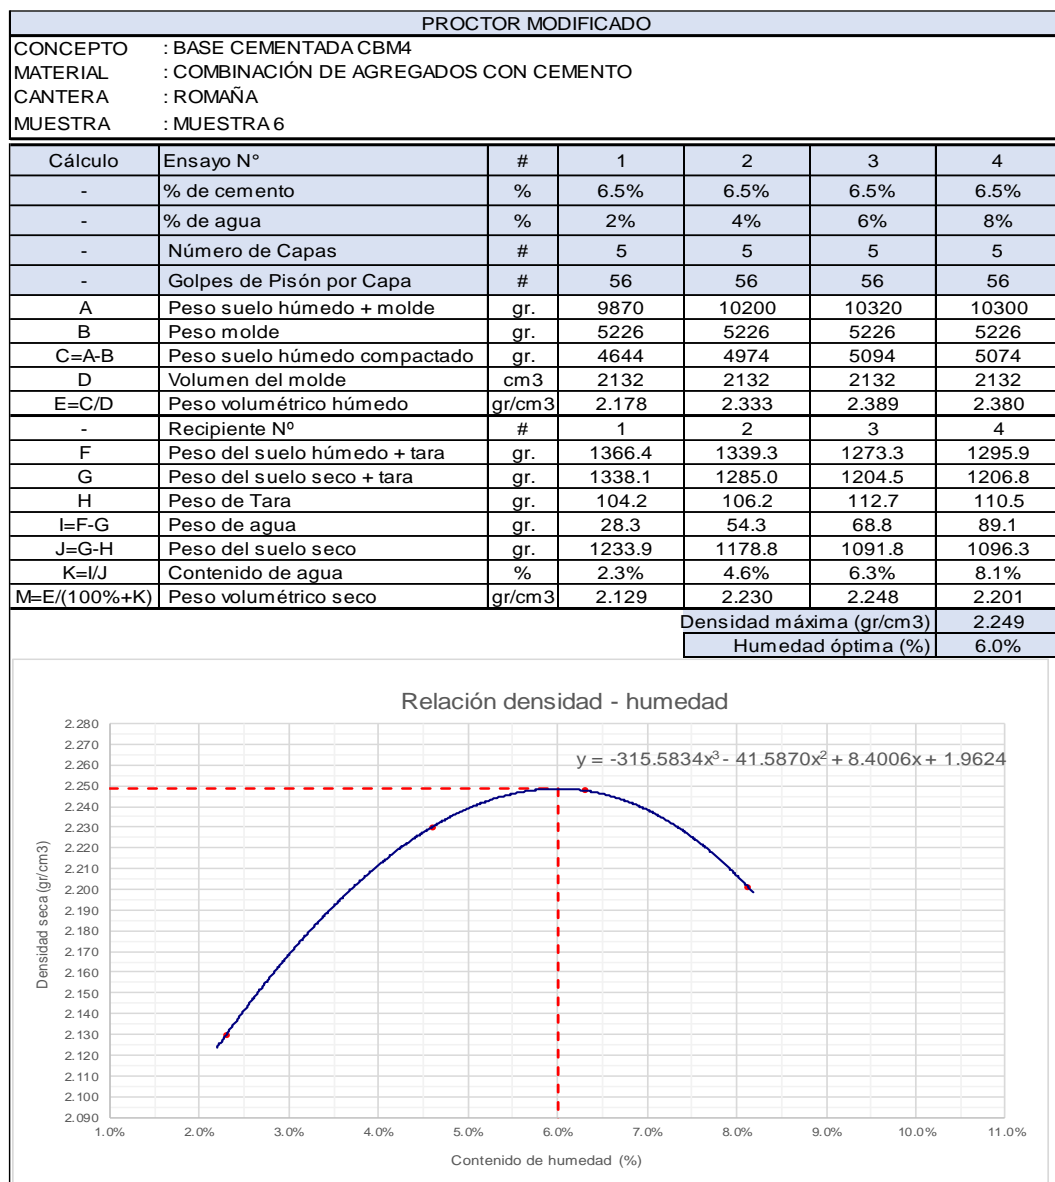 PROCTOR MODIFICADO
CONCEPTO : BASE CEMENTADA CBM4
MATERIAL : COMBINACIÓN DE AGREGADOS CON CEMENTO
CANTERA : ROMAÑA
MUESTRA : MUESTRA 6
Cálculo Ensayo N° # 1 2 3 4
- % de cemento % 6.5% 6.5% 6.5% 6.5%
- % de agua % 2% 4% 6% 8%
- Número de Capas # 5 5 5 5
- Golpes de Pisón por Capa # 56 56 56 56
A Peso suelo húmedo + molde gr. 9870 10200 10320 10300
B Peso molde gr. 5226 5226 5226 5226
C=A-B Peso suelo húmedo compactado gr. 4644 4974 5094 5074
D Volumen del molde cm3 2132 2132 2132 2132
E=C/D Peso volumétrico húmedo gr/cm3 2.178 2.333 2.389 2.380
- Recipiente Nº # 1 2 3 4
F Peso del suelo húmedo + tara gr. 1366.4 1339.3 1273.3 1295.9
G Peso del suelo seco + tara gr. 1338.1 1285.0 1204.5 1206.8
H Peso de Tara gr. 104.2 106.2 112.7 110.5
I=F-G Peso de agua gr. 28.3 54.3 68.8 89.1
J=G-H Peso del suelo seco gr. 1233.9 1178.8 1091.8 1096.3
K=I/J Contenido de agua % 2.3% 4.6% 6.3% 8.1%
M=E/(100%+K) Peso volumétrico seco gr/cm3 2.129 2.230 2.248 2.201
Densidad máxima (gr/cm3) 2.249
Humedad óptima (%) 6.0%
Relación densidad - humedad
y = -315.5834x³ - 41.5870x² + 8.4006x + 1.9624
Densidad seca (gr/cm3)
2.280
2.270
2.260
2.250
2.240
2.230
2.220
2.210
2.200
2.190
2.180
2.170
2.160
2.150
2.140
2.130
2.120
2.110
2.100
2.090
1.0% 2.0% 3.0% 4.0% 5.0% 6.0% 7.0% 8.0% 9.0% 10.0% 11.0%
Contenido de humedad (%)